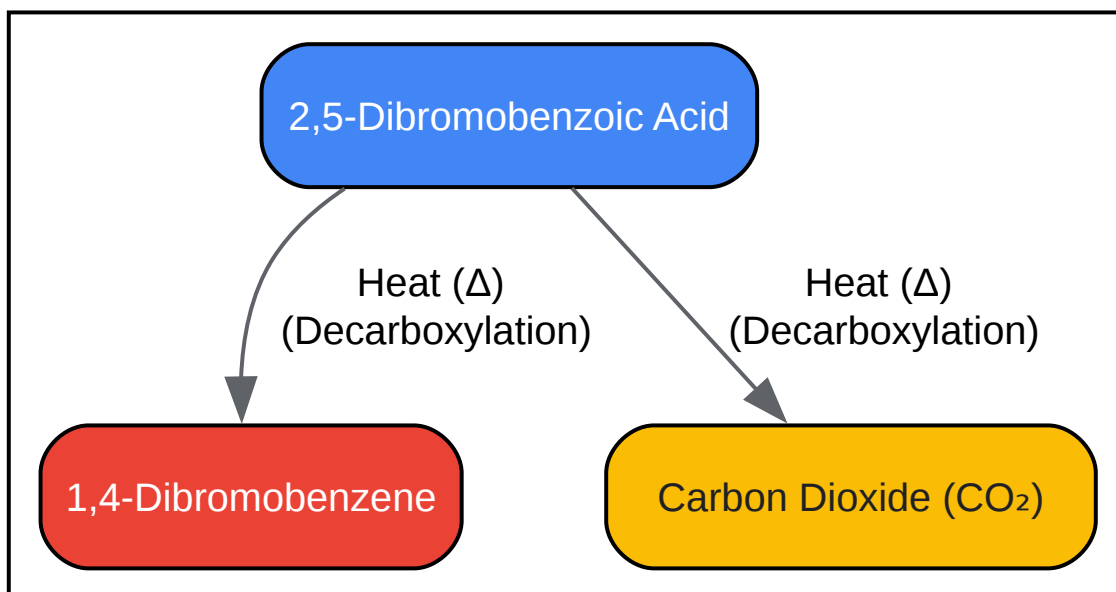 2,5-Dibromobenzoic Acid
Heat (Δ)
(Decarboxylation)
Heat (Δ)
(Decarboxylation)
1,4-Dibromobenzene
Carbon Dioxide (CO₂)